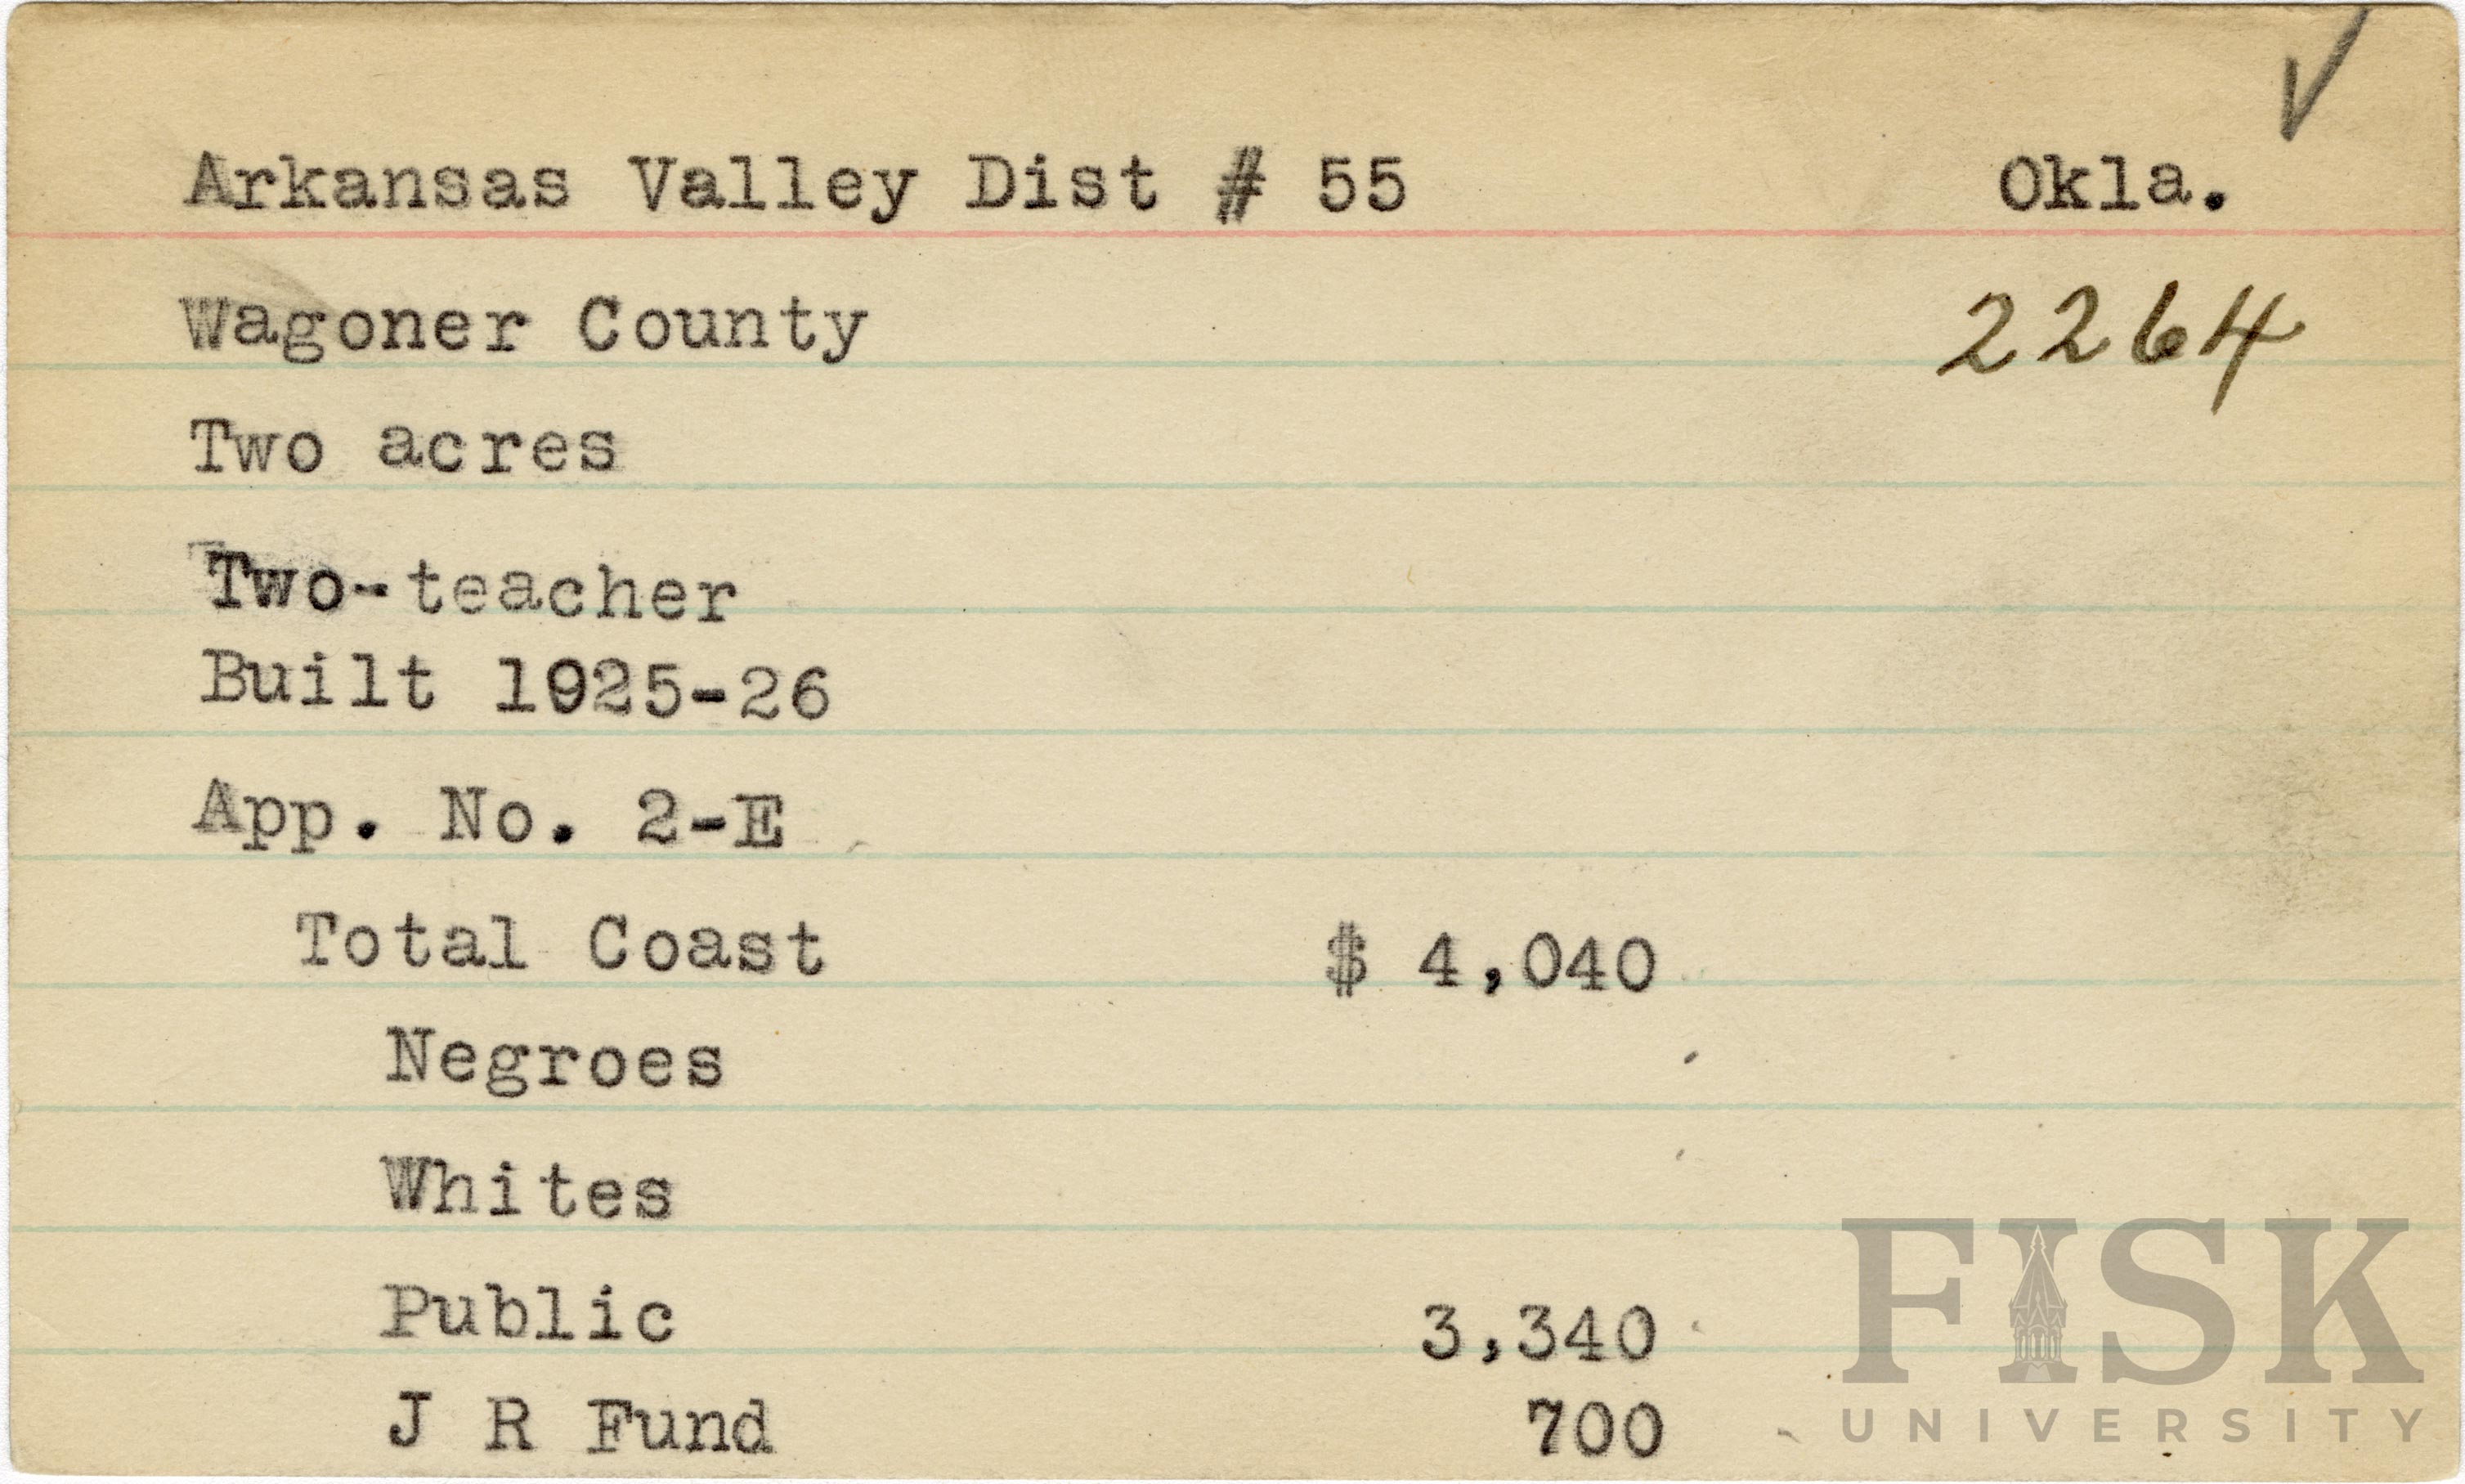 Arkansas Valley Dist # 55 Okla.
Wagoner County 2264
Two acres
Two-teacher
Built 1925-26
App. No. 2-E
Total Coast $ 4,040
Negroes
Whites
Public 3,340
J R Fund 700
FISK
UNIVERSITY